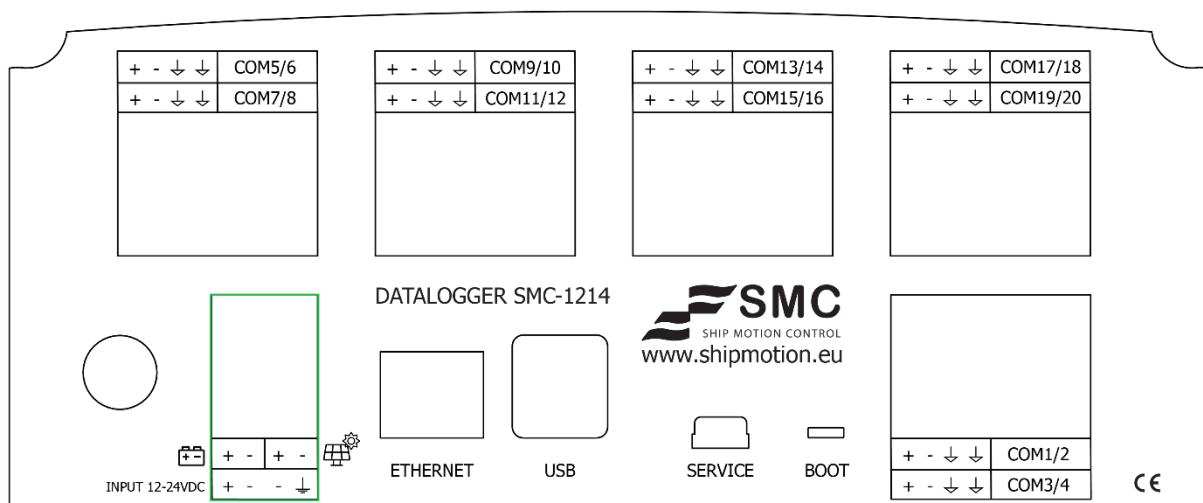 + - ⏚ ⏚ COM5/6
+ - ⏚ ⏚ COM7/8
+ - ⏚ ⏚ COM9/10
+ - ⏚ ⏚ COM11/12
+ - ⏚ ⏚ COM13/14
+ - ⏚ ⏚ COM15/16
+ - ⏚ ⏚ COM17/18
+ - ⏚ ⏚ COM19/20
DATALOGGER SMC-1214
SMC
SHIP MOTION CONTROL
www.shipmotion.eu
+ - + -
INPUT 12-24VDC + - - ⏚
ETHERNET
USB
SERVICE
BOOT
+ - ⏚ ⏚ COM1/2
+ - ⏚ ⏚ COM3/4
CE